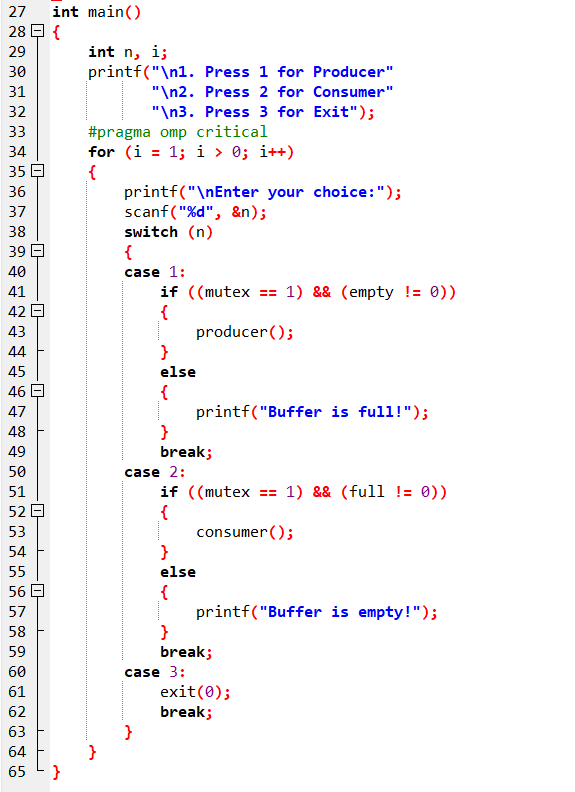 27 int main()
28 {
29     int n, i;
30     printf("\n1. Press 1 for Producer"
31            "\n2. Press 2 for Consumer"
32            "\n3. Press 3 for Exit");
33     #pragma omp critical
34     for (i = 1; i > 0; i++)
35     {
36         printf("\nEnter your choice:");
37         scanf("%d", &n);
38         switch (n)
39         {
40         case 1:
41             if ((mutex == 1) && (empty != 0))
42             {
43                 producer();
44             }
45             else
46             {
47                 printf("Buffer is full!");
48             }
49             break;
50         case 2:
51             if ((mutex == 1) && (full != 0))
52             {
53                 consumer();
54             }
55             else
56             {
57                 printf("Buffer is empty!");
58             }
59             break;
60         case 3:
61             exit(0);
62             break;
63         }
64     }
65 }